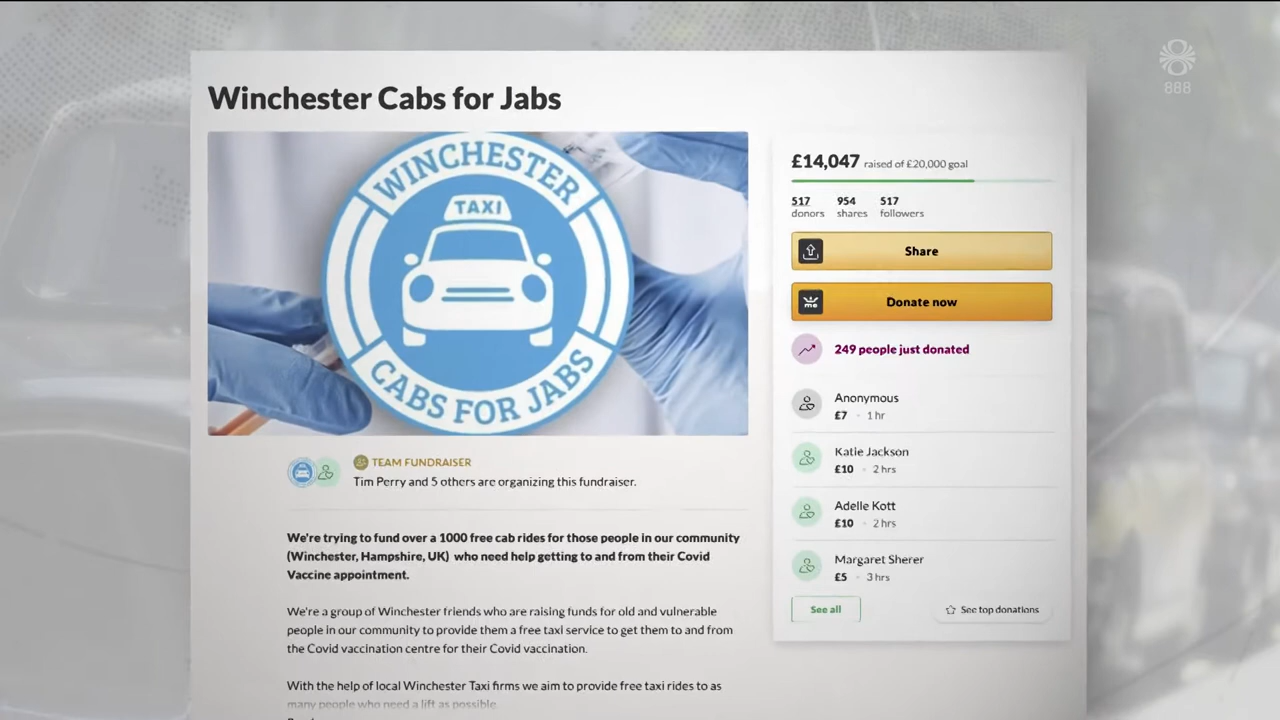 888
Winchester Cabs for Jabs
WINCHESTER
TAXI
CABS FOR JABS
TEAM FUNDRAISER
Tim Perry and 5 others are organizing this fundraiser.
We're trying to fund over a 1000 free cab rides for those people in our community
(Winchester, Hampshire, UK) who need help getting to and from their Covid
Vaccine appointment.
We're a group of Winchester friends who are raising funds for old and vulnerable
people in our community to provide them a free taxi service to get them to and from
the Covid vaccination centre for their Covid vaccination.
With the help of local Winchester Taxi firms we aim to provide free taxi rides to as
many people who need a lift as possible.
£14,047 raised of £20,000 goal
517 954 517
donors shares followers
Share
me
Donate now
249 people just donated
Anonymous
£7 • 1 hr
Katie Jackson
£10 • 2 hrs
Adelle Kott
£10 • 2 hrs
Margaret Sherer
£5 • 3 hrs
See all
See top donations